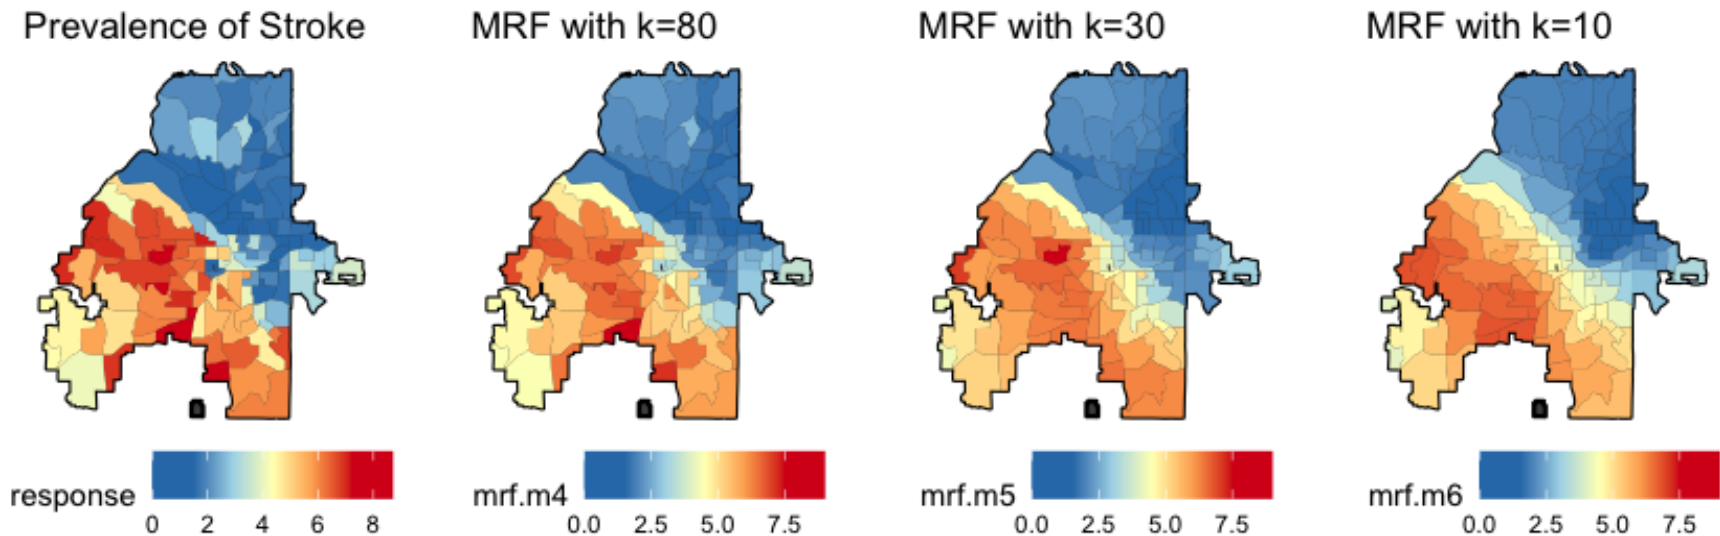 Prevalence of Stroke
MRF with k=80
MRF with k=30
MRF with k=10
response
0 2 4 6 8
mrf.m4
0.0 2.5 5.0 7.5
mrf.m5
0.0 2.5 5.0 7.5
mrf.m6
0.0 2.5 5.0 7.5